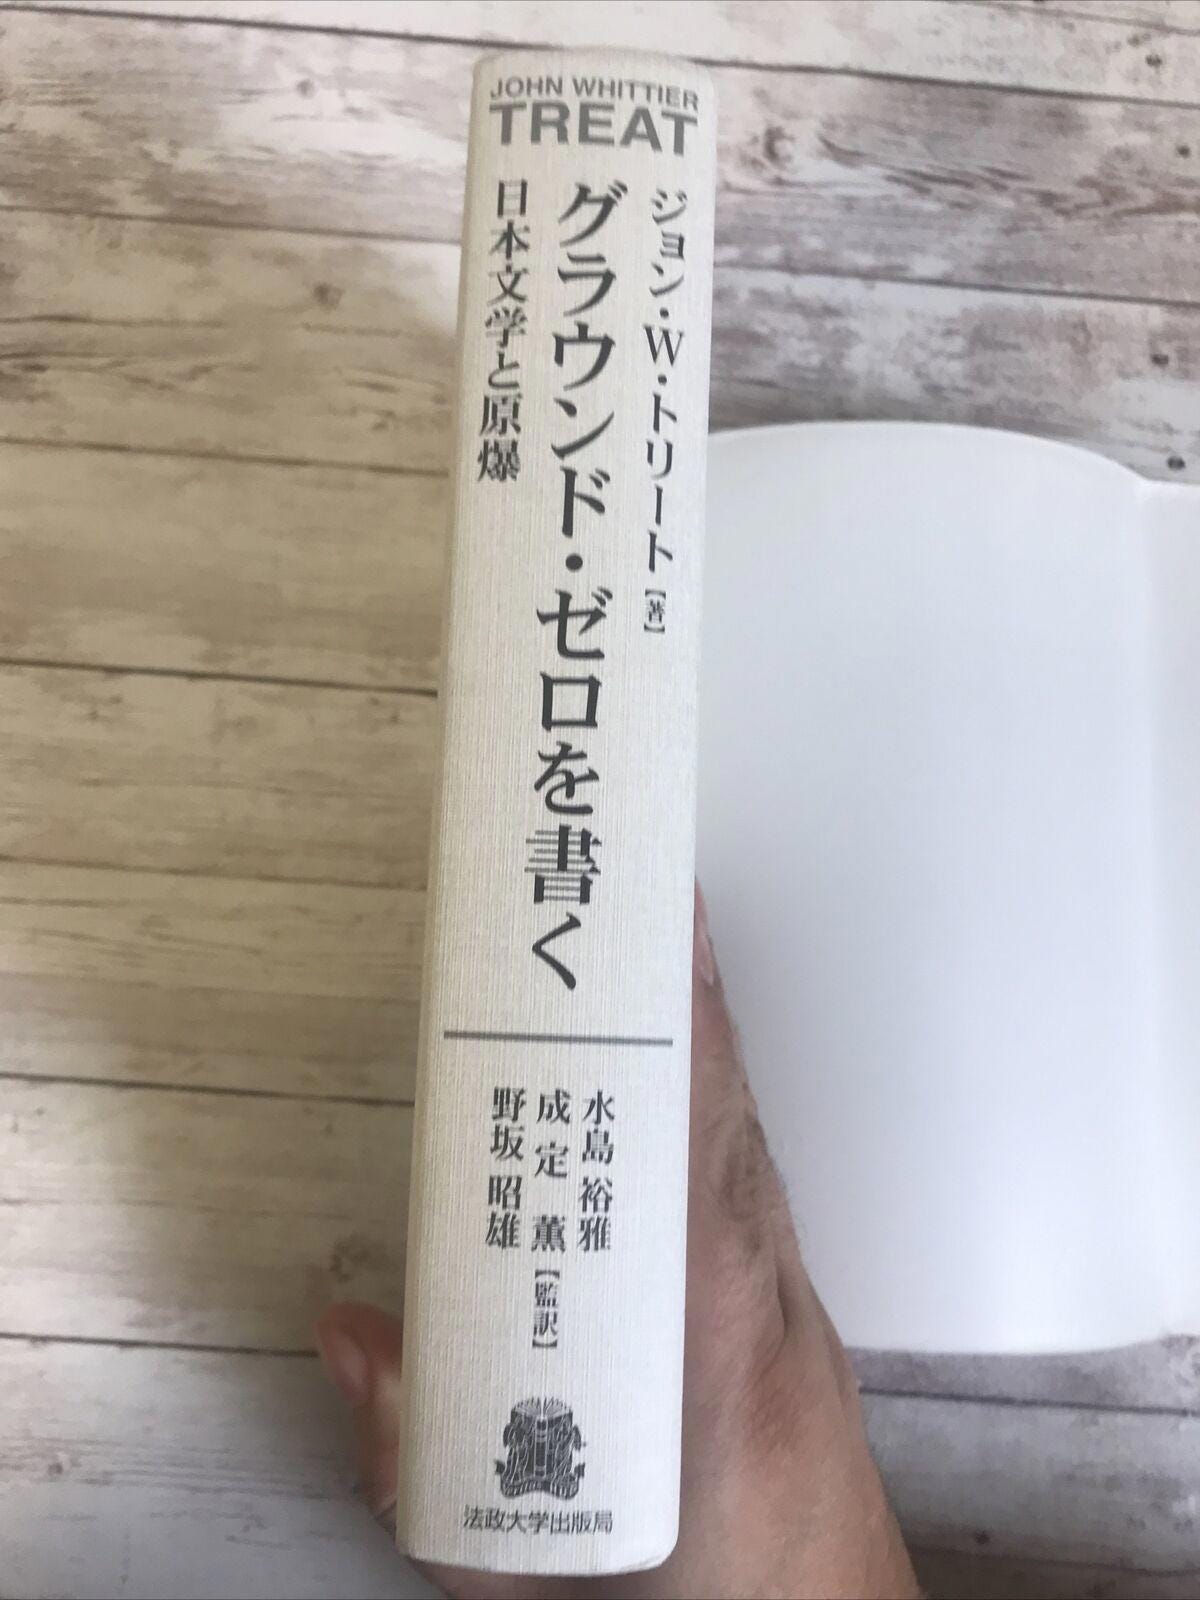 JOHN WHITTIER
TREAT
ジョン・W・トリート【著】
グラウンド・ゼロを書く
日本文学と原爆
水島 裕雅
成定 薫【監訳】
野坂 昭雄
法政大学出版局